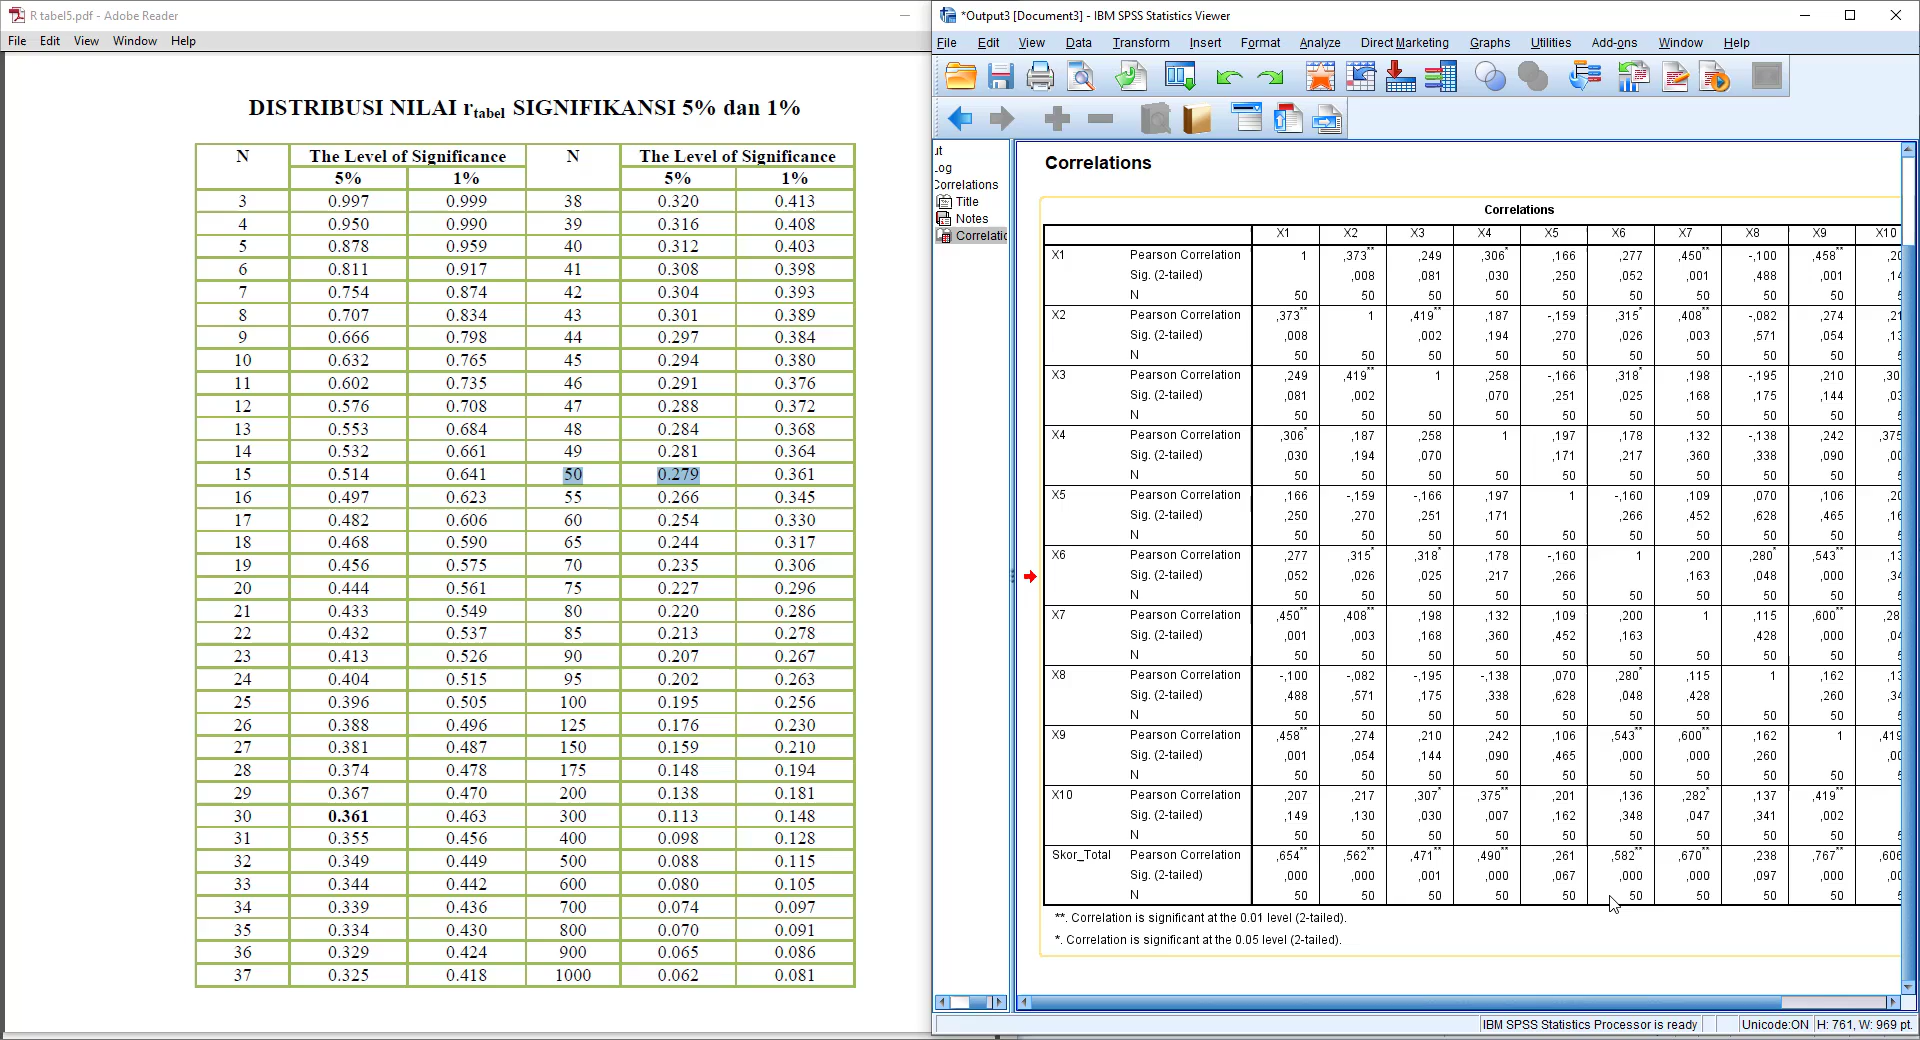 R tabel5.pdf - Adobe Reader
File Edit View Window Help
DISTRIBUSI NILAI rtabel SIGNIFIKANSI 5% dan 1%
N The Level of Significance N The Level of Significance
5% 1% 5% 1%
3 0.997 0.999 38 0.320 0.413
4 0.950 0.990 39 0.316 0.408
5 0.878 0.959 40 0.312 0.403
6 0.811 0.917 41 0.308 0.398
7 0.754 0.874 42 0.304 0.393
8 0.707 0.834 43 0.301 0.389
9 0.666 0.798 44 0.297 0.384
10 0.632 0.765 45 0.294 0.380
11 0.602 0.735 46 0.291 0.376
12 0.576 0.708 47 0.288 0.372
13 0.553 0.684 48 0.284 0.368
14 0.532 0.661 49 0.281 0.364
15 0.514 0.641 50 0.279 0.361
16 0.497 0.623 55 0.266 0.345
17 0.482 0.606 60 0.254 0.330
18 0.468 0.590 65 0.244 0.317
19 0.456 0.575 70 0.235 0.306
20 0.444 0.561 75 0.227 0.296
21 0.433 0.549 80 0.220 0.286
22 0.432 0.537 85 0.213 0.278
23 0.413 0.526 90 0.207 0.267
24 0.404 0.515 95 0.202 0.263
25 0.396 0.505 100 0.195 0.256
26 0.388 0.496 125 0.176 0.230
27 0.381 0.487 150 0.159 0.210
28 0.374 0.478 175 0.148 0.194
29 0.367 0.470 200 0.138 0.181
30 0.361 0.463 300 0.113 0.148
31 0.355 0.456 400 0.098 0.128
32 0.349 0.449 500 0.088 0.115
33 0.344 0.442 600 0.080 0.105
34 0.339 0.436 700 0.074 0.097
35 0.334 0.430 800 0.070 0.091
36 0.329 0.424 900 0.065 0.086
37 0.325 0.418 1000 0.062 0.081
*Output3 [Document3] - IBM SPSS Statistics Viewer
File Edit View Data Transform Insert Format Analyze Direct Marketing Graphs Utilities Add-ons Window Help
ut
Log
Correlations
Title
Notes
Correlatio
Correlations
Correlations
X1 X2 X3 X4 X5 X6 X7 X8 X9 X10
X1 Pearson Correlation 1 ,373** ,249 ,306* ,166 ,277 ,450** -,100 ,458** ,20
Sig. (2-tailed) ,008 ,081 ,030 ,250 ,052 ,001 ,488 ,001 ,14
N 50 50 50 50 50 50 50 50 50 5
X2 Pearson Correlation ,373** 1 ,419** ,187 -,159 ,315* ,408** -,082 ,274 ,21
Sig. (2-tailed) ,008 ,002 ,194 ,270 ,026 ,003 ,571 ,054 ,13
N 50 50 50 50 50 50 50 50 50 5
X3 Pearson Correlation ,249 ,419** 1 ,258 -,166 ,318* ,198 -,195 ,210 ,30
Sig. (2-tailed) ,081 ,002 ,070 ,251 ,025 ,168 ,175 ,144 ,03
N 50 50 50 50 50 50 50 50 50 5
X4 Pearson Correlation ,306* ,187 ,258 1 ,197 ,178 ,132 -,138 ,242 ,375
Sig. (2-tailed) ,030 ,194 ,070 ,171 ,217 ,360 ,338 ,090 ,00
N 50 50 50 50 50 50 50 50 50 5
X5 Pearson Correlation ,166 -,159 -,166 ,197 1 -,160 ,109 ,070 ,106 ,20
Sig. (2-tailed) ,250 ,270 ,251 ,171 ,266 ,452 ,628 ,465 ,16
N 50 50 50 50 50 50 50 50 50 5
X6 Pearson Correlation ,277 ,315* ,318* ,178 -,160 1 ,200 ,280* ,543** ,13
Sig. (2-tailed) ,052 ,026 ,025 ,217 ,266 ,163 ,048 ,000 ,34
N 50 50 50 50 50 50 50 50 50 5
X7 Pearson Correlation ,450** ,408** ,198 ,132 ,109 ,200 1 ,115 ,600** ,28
Sig. (2-tailed) ,001 ,003 ,168 ,360 ,452 ,163 ,428 ,000 ,04
N 50 50 50 50 50 50 50 50 50 5
X8 Pearson Correlation -,100 -,082 -,195 -,138 ,070 ,280* ,115 1 ,162 ,13
Sig. (2-tailed) ,488 ,571 ,175 ,338 ,628 ,048 ,428 ,260 ,34
N 50 50 50 50 50 50 50 50 50 5
X9 Pearson Correlation ,458** ,274 ,210 ,242 ,106 ,543** ,600** ,162 1 ,419
Sig. (2-tailed) ,001 ,054 ,144 ,090 ,465 ,000 ,000 ,260 ,00
N 50 50 50 50 50 50 50 50 50 5
X10 Pearson Correlation ,207 ,217 ,307* ,375** ,201 ,136 ,282* ,137 ,419**
Sig. (2-tailed) ,149 ,130 ,030 ,007 ,162 ,348 ,047 ,341 ,002
N 50 50 50 50 50 50 50 50 50 5
Skor_Total Pearson Correlation ,654** ,562** ,471** ,490** ,261 ,582** ,670** ,238 ,767** ,606
Sig. (2-tailed) ,000 ,000 ,001 ,000 ,067 ,000 ,000 ,097 ,000 ,00
N 50 50 50 50 50 50 50 50 50 5
**. Correlation is significant at the 0.01 level (2-tailed).
*. Correlation is significant at the 0.05 level (2-tailed).
IBM SPSS Statistics Processor is ready Unicode:ON H: 761, W: 969 pt.